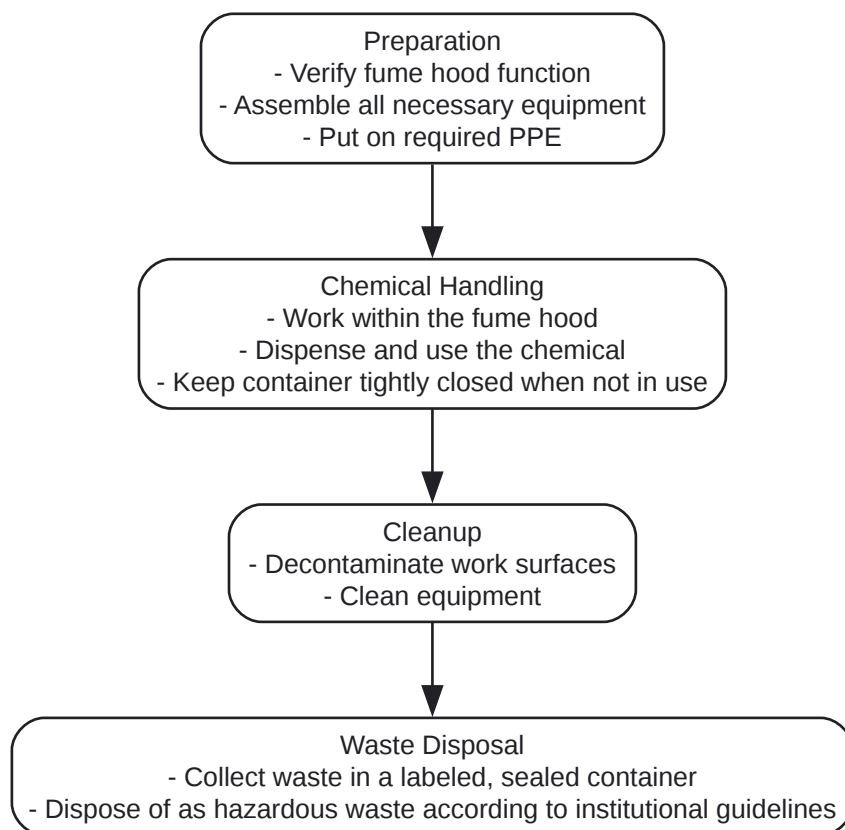 Preparation
- Verify fume hood function
- Assemble all necessary equipment
- Put on required PPE
Chemical Handling
- Work within the fume hood
- Dispense and use the chemical
- Keep container tightly closed when not in use
Cleanup
- Decontaminate work surfaces
- Clean equipment
Waste Disposal
- Collect waste in a labeled, sealed container
- Dispose of as hazardous waste according to institutional guidelines